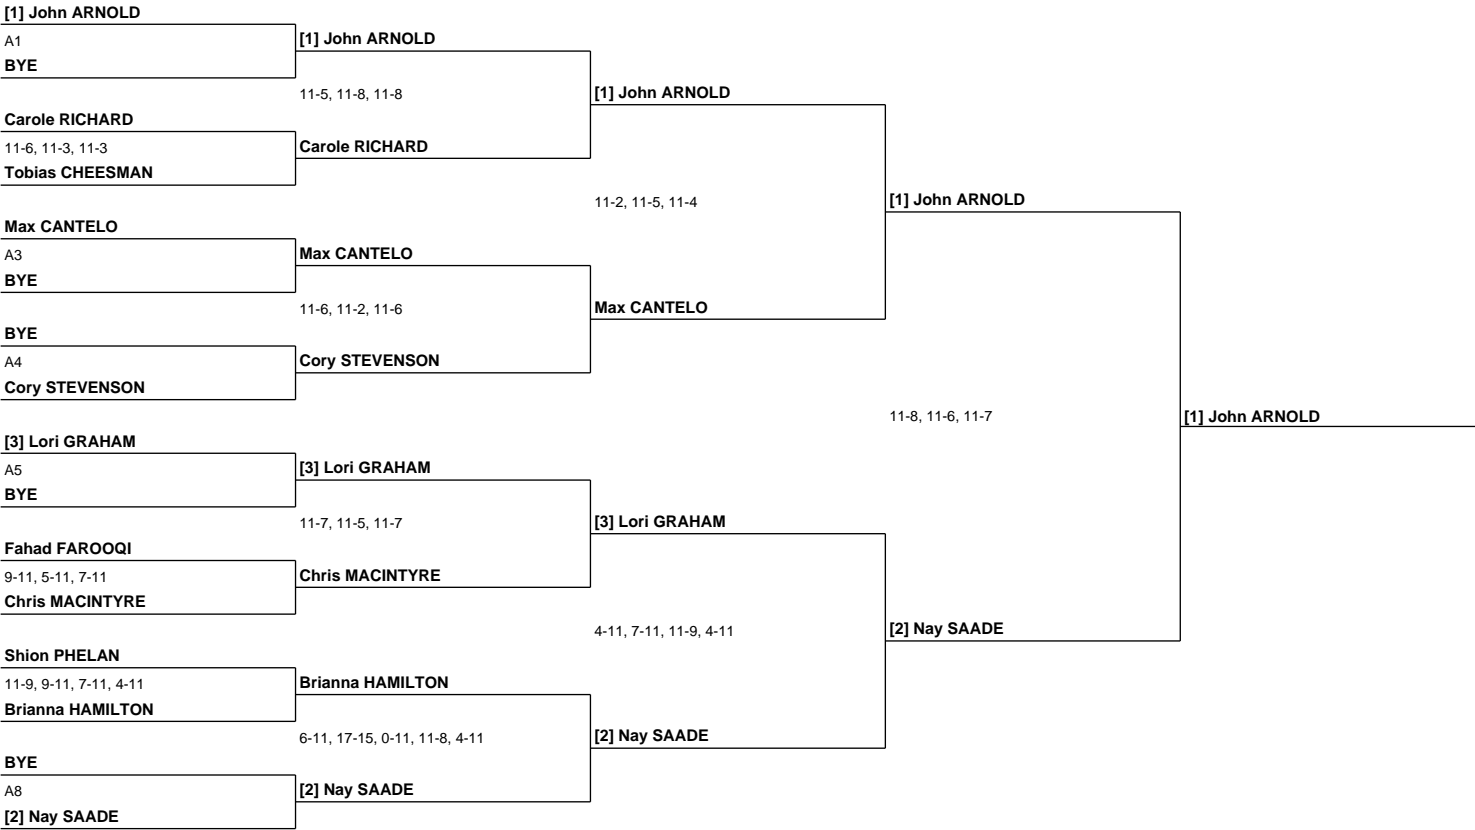 [1] John ARNOLD
A1
BYE
Carole RICHARD
11-6, 11-3, 11-3
Tobias CHEESMAN
Max CANTELO
A3
BYE
BYE
A4
Cory STEVENSON
[3] Lori GRAHAM
A5
BYE
Fahad FAROOQI
9-11, 5-11, 7-11
Chris MACINTYRE
Shion PHELAN
11-9, 9-11, 7-11, 4-11
Brianna HAMILTON
BYE
A8
[2] Nay SAADE
[1] John ARNOLD
11-5, 11-8, 11-8
Carole RICHARD
Max CANTELO
11-6, 11-2, 11-6
Cory STEVENSON
[3] Lori GRAHAM
11-7, 11-5, 11-7
Chris MACINTYRE
Brianna HAMILTON
6-11, 17-15, 0-11, 11-8, 4-11
[2] Nay SAADE
[1] John ARNOLD
11-2, 11-5, 11-4
Max CANTELO
[3] Lori GRAHAM
4-11, 7-11, 11-9, 4-11
[2] Nay SAADE
[1] John ARNOLD
11-8, 11-6, 11-7
[2] Nay SAADE
[1] John ARNOLD